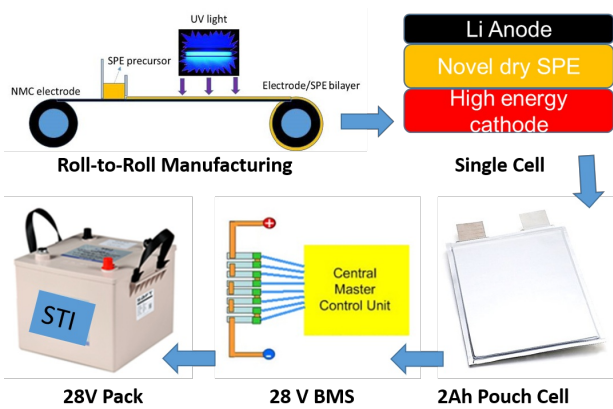 UV light
SPE precursor
NMC electrode
Electrode/SPE bilayer
Roll-to-Roll Manufacturing
Li Anode
Novel dry SPE
High energy
cathode
Single Cell
STI
28V Pack
Central
Master
Control Unit
28 V BMS
2Ah Pouch Cell